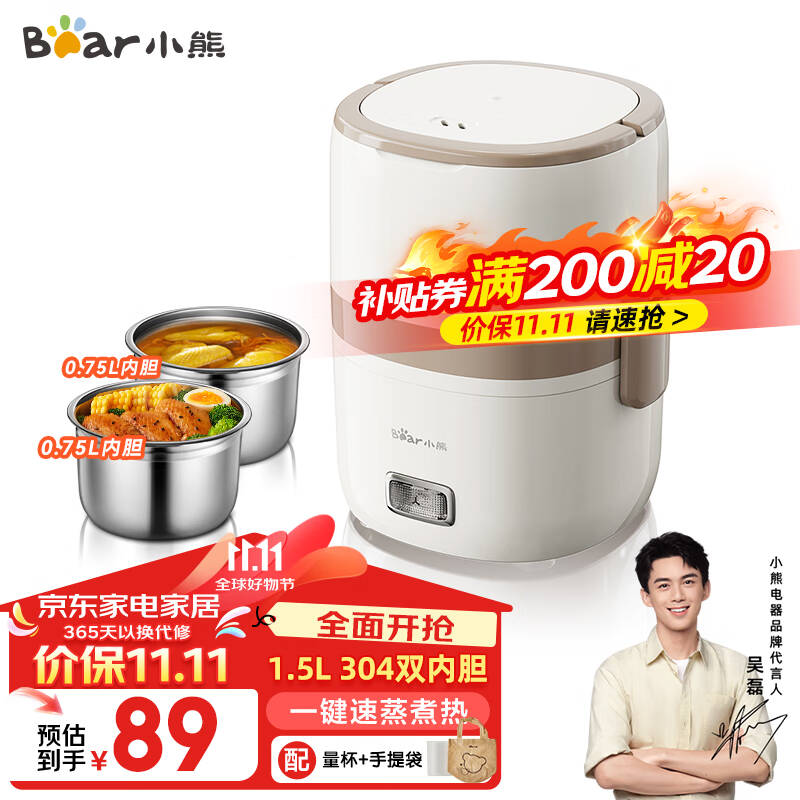 Bear小熊
补贴券满200减20
价保11.11 请速抢 >
0.75L内胆
0.75L内胆
Bear小熊
11.11
全球好物节
京东家电家居
365天以换代修
价保11.11
预估
到手
¥89
全面开抢
1.5L 304双内胆
一键速蒸煮热
配 量杯+手提袋
小熊电器品牌代言人
吴磊